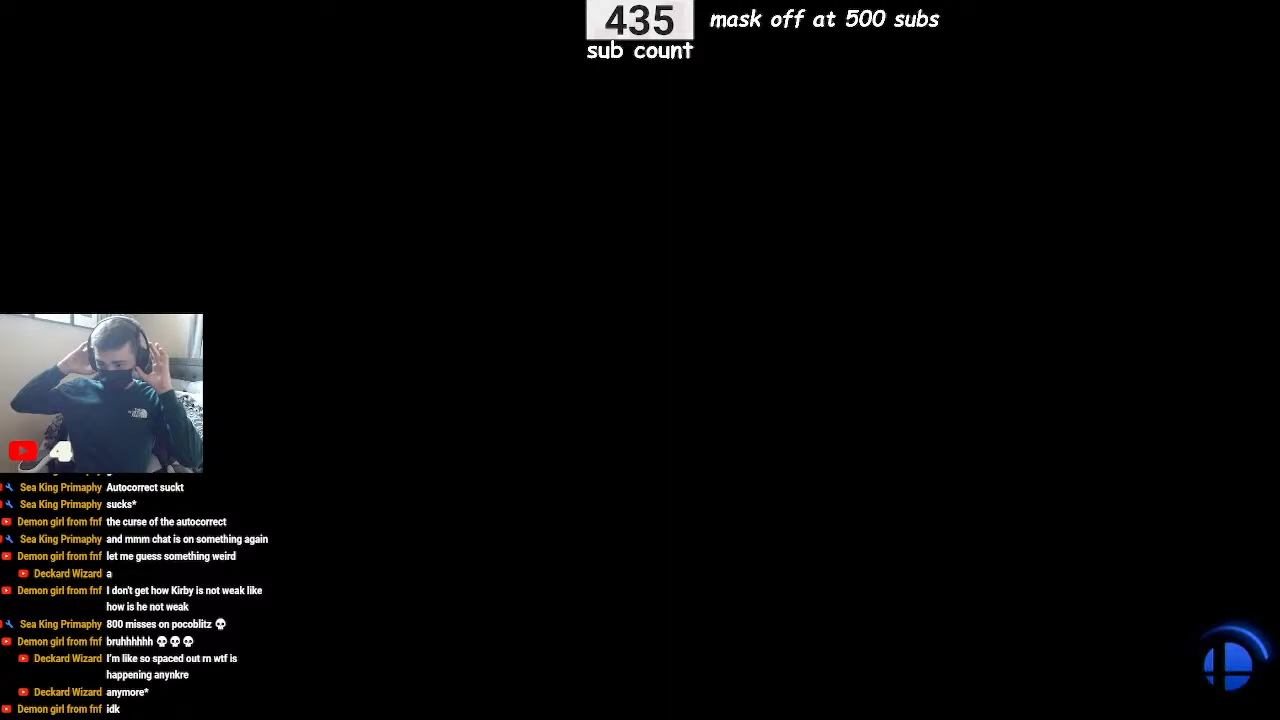 435
mask off at 500 subs
sub count
4
Sea King Primaphy Autocorrect suckt
Sea King Primaphy sucks*
Demon girl from fnf the curse of the autocorrect
Sea King Primaphy and mmm chat is on something again
Demon girl from fnf let me guess something weird
Deckard Wizard a
Demon girl from fnf I don't get how Kirby is not weak like
how is he not weak
Sea King Primaphy 800 misses on pocoblitz 💀
Demon girl from fnf bruhhhhhh 💀💀💀
Deckard Wizard I'm like so spaced out rn wtf is
happening anynkre
Deckard Wizard anymore*
Demon girl from fnf idk